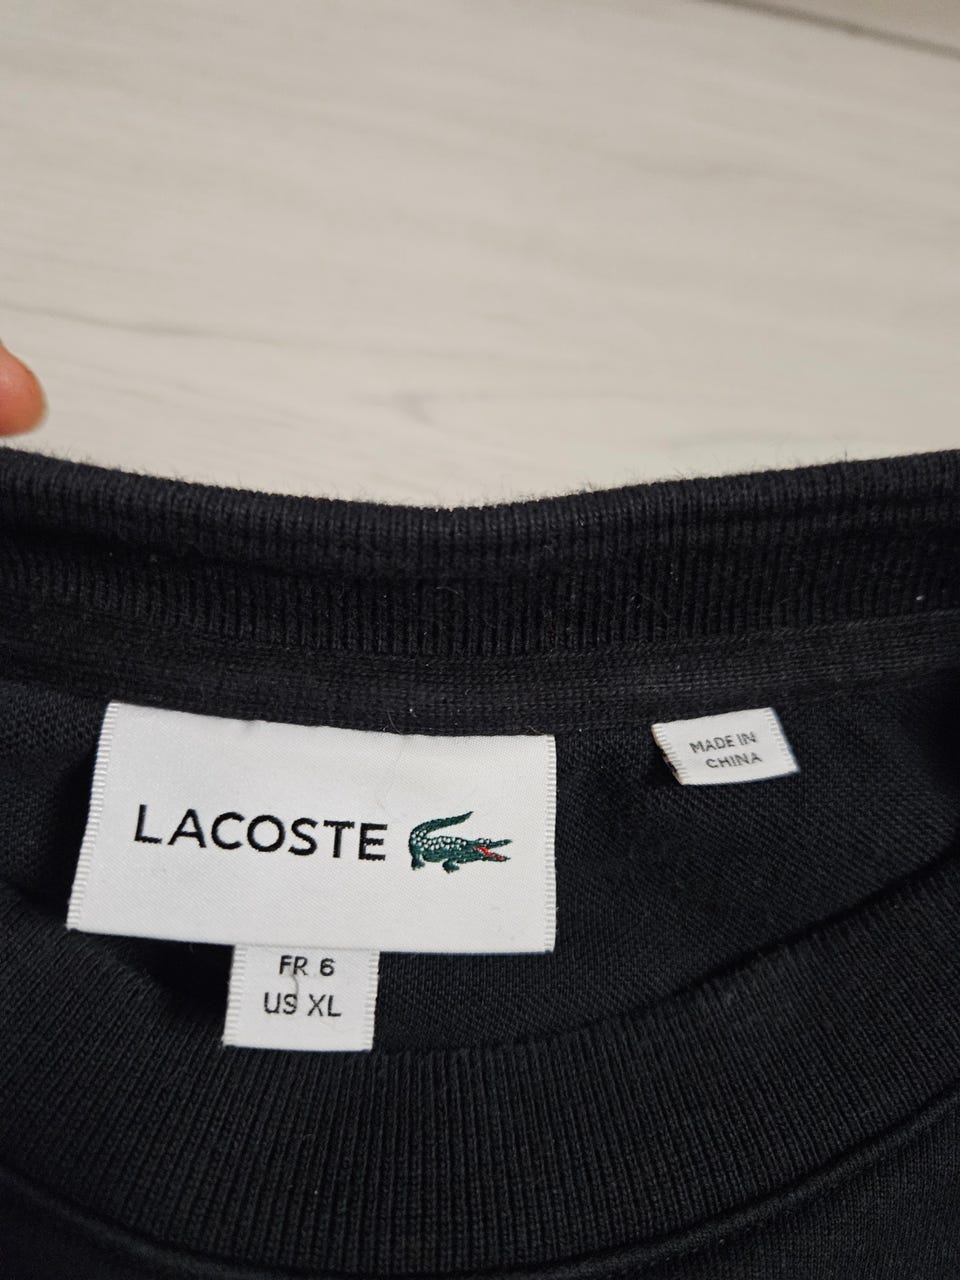 LACOSTE
MADE IN
CHINA
FR 6
US XL